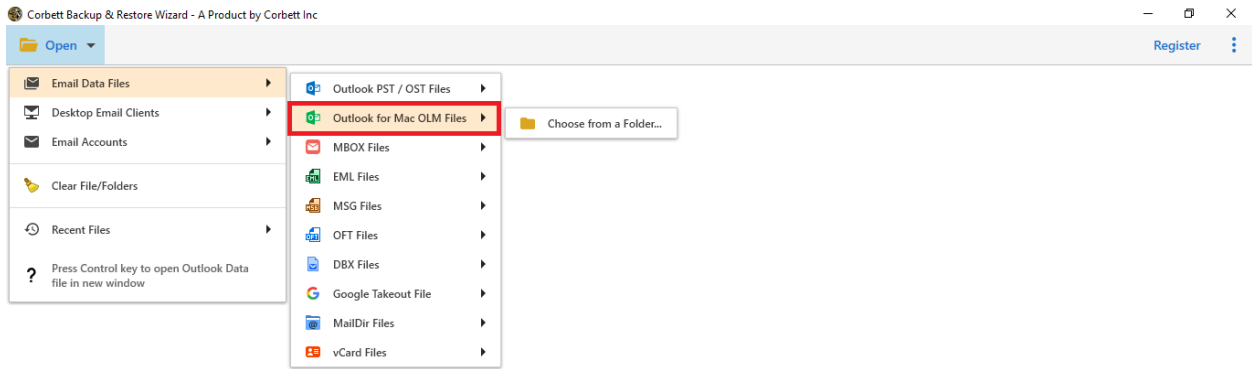 Corbett Backup & Restore Wizard - A Product by Corbett Inc
Open
Register
Email Data Files
Desktop Email Clients
Email Accounts
Clear File/Folders
Recent Files
? Press Control key to open Outlook Data
file in new window
Outlook PST / OST Files
Outlook for Mac OLM Files
MBOX Files
EML Files
MSG Files
OFT Files
DBX Files
Google Takeout File
MailDir Files
vCard Files
Choose from a Folder...